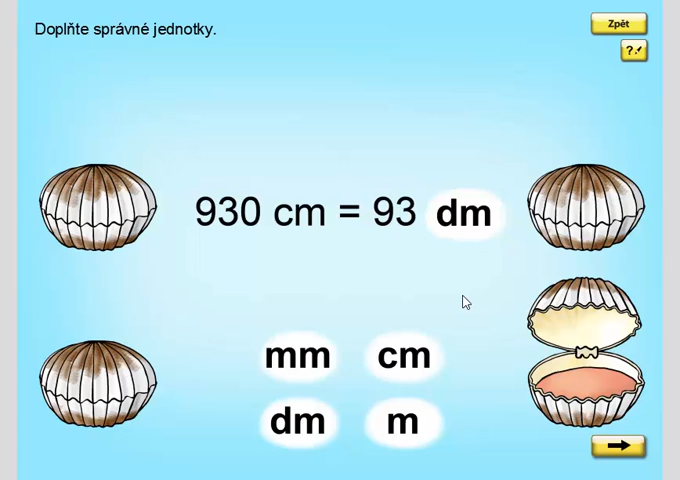 Doplňte správné jednotky.
Zpět
?✓
930 cm = 93 dm
mm cm
dm m